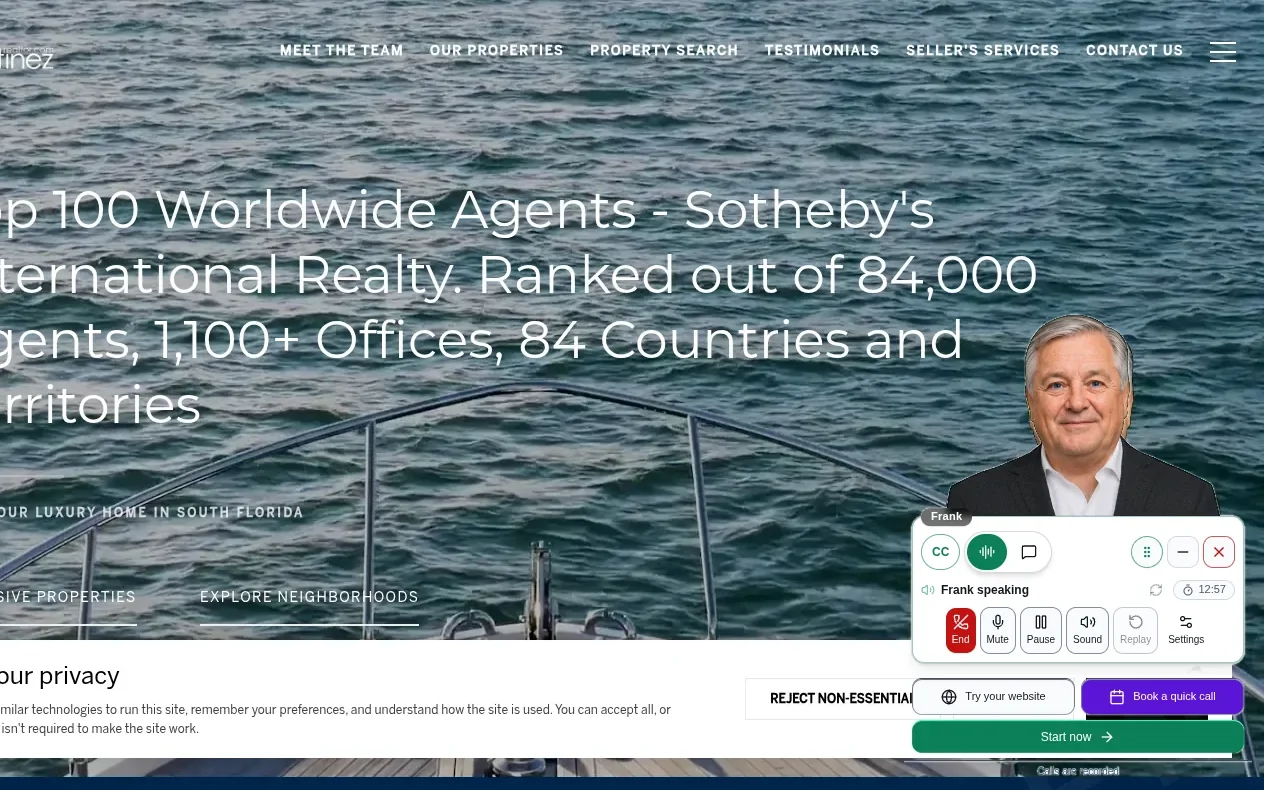 realtor.com
tinez
MEET THE TEAM OUR PROPERTIES PROPERTY SEARCH TESTIMONIALS SELLER'S SERVICES CONTACT US
op 100 Worldwide Agents - Sotheby's
ternational Realty. Ranked out of 84,000
gents, 1,100+ Offices, 84 Countries and
rritories
OUR LUXURY HOME IN SOUTH FLORIDA
SIVE PROPERTIES EXPLORE NEIGHBORHOODS
our privacy
milar technologies to run this site, remember your preferences, and understand how the site is used. You can accept all, or
isn't required to make the site work.
REJECT NON-ESSENTIAL
Frank
CC
Frank speaking
12:57
End Mute Pause Sound Replay Settings
Try your website Book a quick call
Start now
Calls are recorded